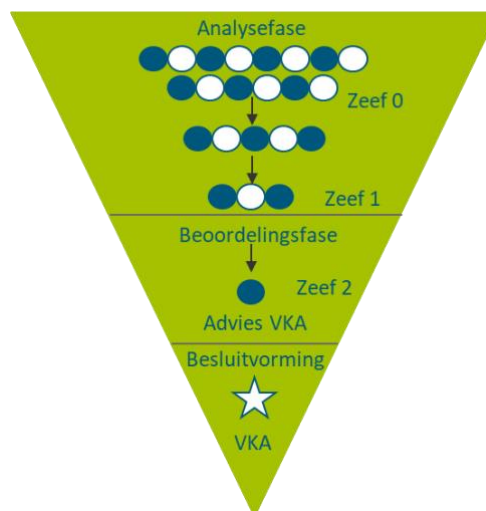 Analysefase
Zeef 0
Zeef 1
Beoordelingsfase
Zeef 2
Advies VKA
Besluitvorming
VKA